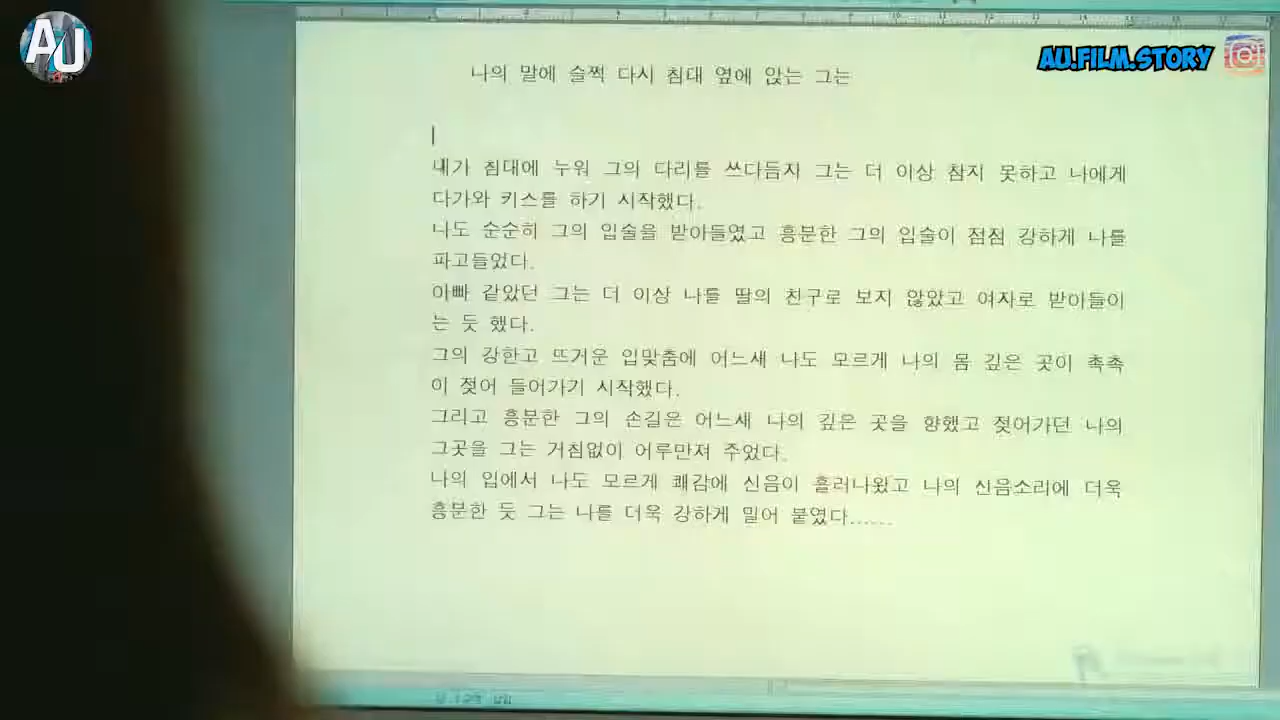 AU
AU.FILM.STORY
나의 말에 슬쩍 다시 침대 옆에 앉는 그는
내가 침대에 누워 그의 다리를 쓰다듬자 그는 더 이상 참지 못하고 나에게
다가와 키스를 하기 시작했다.
나도 순순히 그의 입술을 받아들였고 흥분한 그의 입술이 점점 강하게 나를
파고들었다.
아빠 같았던 그는 더 이상 나를 딸의 친구로 보지 않았고 여자로 받아들이
는 듯 했다.
그의 강한고 뜨거운 입맞춤에 어느새 나도 모르게 나의 몸 깊은 곳이 촉촉
이 젖어 들어가기 시작했다.
그리고 흥분한 그의 손길은 어느새 나의 깊은 곳을 향했고 젖어가던 나의
그곳을 그는 거침없이 어루만져 주었다.
나의 입에서 나도 모르게 쾌감에 신음이 흘러나왔고 나의 신음소리에 더욱
흥분한 듯 그는 나를 더욱 강하게 밀어 붙였다......